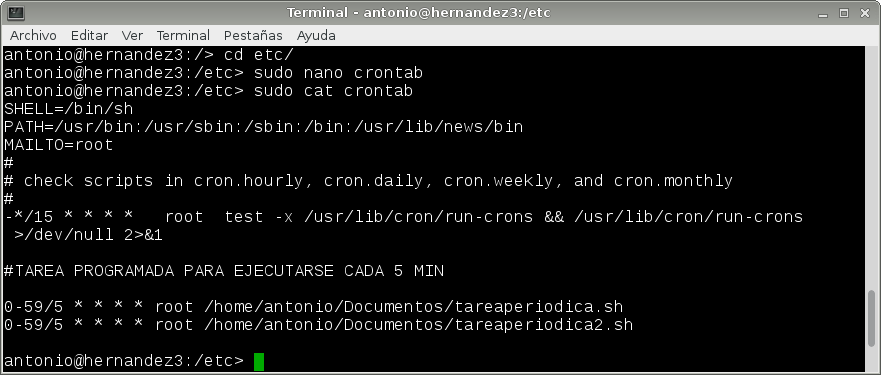 Terminal - antonio@hernandez3:/etc
Archivo Editar Ver Terminal Pestañas Ayuda
antonio@hernandez3:/> cd etc/
antonio@hernandez3:/etc> sudo nano crontab
antonio@hernandez3:/etc> sudo cat crontab
SHELL=/bin/sh
PATH=/usr/bin:/usr/sbin:/sbin:/bin:/usr/lib/news/bin
MAILTO=root
#
# check scripts in cron.hourly, cron.daily, cron.weekly, and cron.monthly
#
-*/15 * * * *   root  test -x /usr/lib/cron/run-crons && /usr/lib/cron/run-crons
 >/dev/null 2>&1
#TAREA PROGRAMADA PARA EJECUTARSE CADA 5 MIN
0-59/5 * * * * root /home/antonio/Documentos/tareaperiodica.sh
0-59/5 * * * * root /home/antonio/Documentos/tareaperiodica2.sh
antonio@hernandez3:/etc>